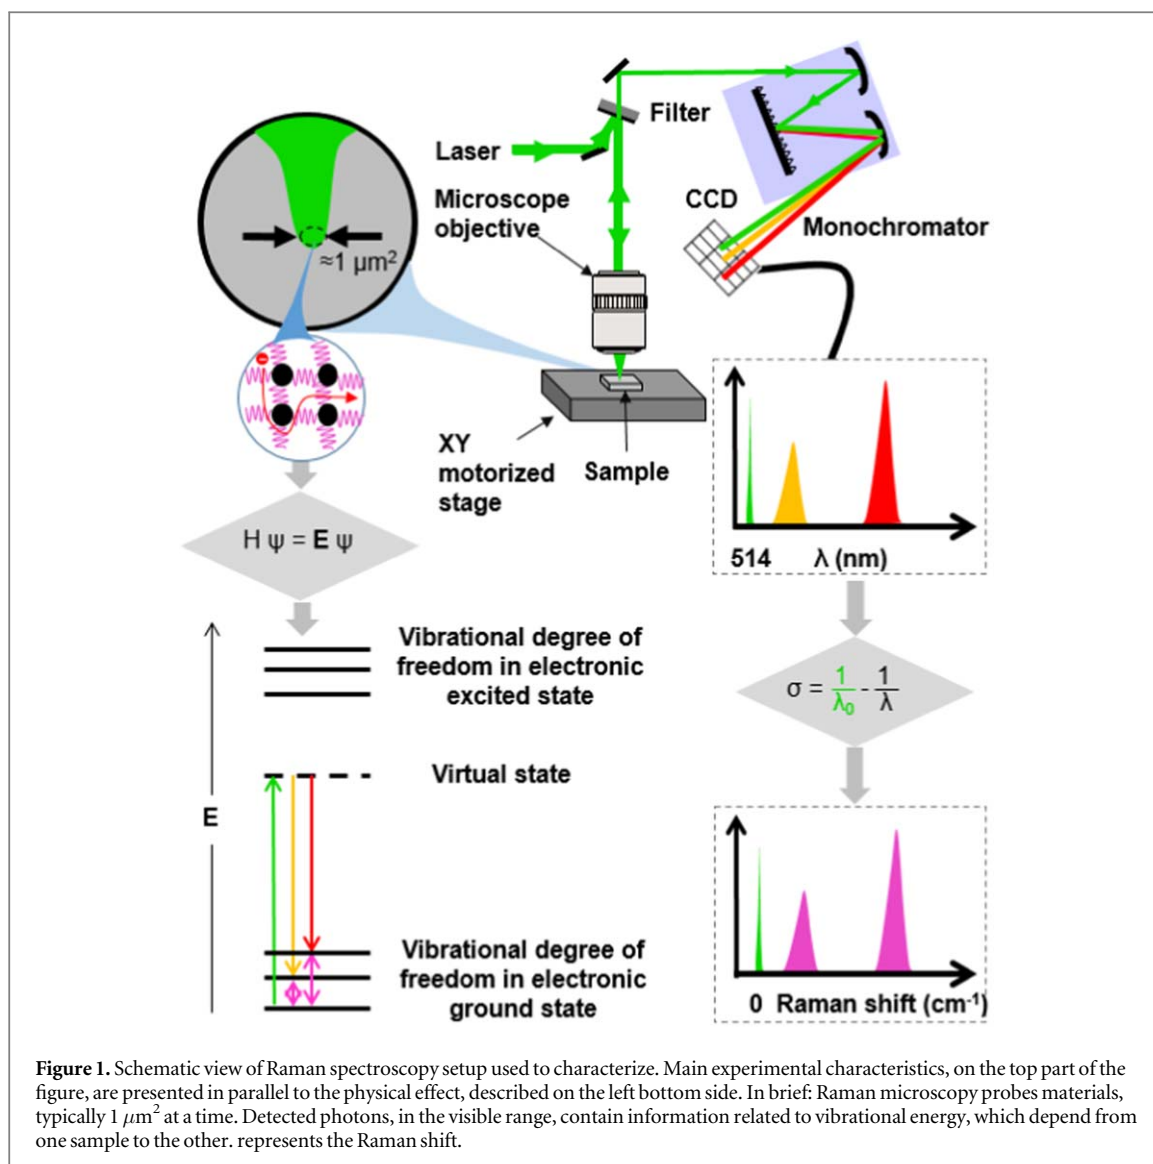 Filter
Laser
Microscope
objective
CCD
Monochromator
≈1 μm²
XY
motorized
stage
Sample
H ψ = E ψ
514 λ (nm)
Vibrational degree of
freedom in electronic
excited state
σ = 1/λ₀ - 1/λ
Virtual state
E
Vibrational degree of
freedom in electronic
ground state
0 Raman shift (cm⁻¹)
Figure 1. Schematic view of Raman spectroscopy setup used to characterize. Main experimental characteristics, on the top part of the
figure, are presented in parallel to the physical effect, described on the left bottom side. In brief: Raman microscopy probes materials,
typically 1 μm² at a time. Detected photons, in the visible range, contain information related to vibrational energy, which depend from
one sample to the other. represents the Raman shift.